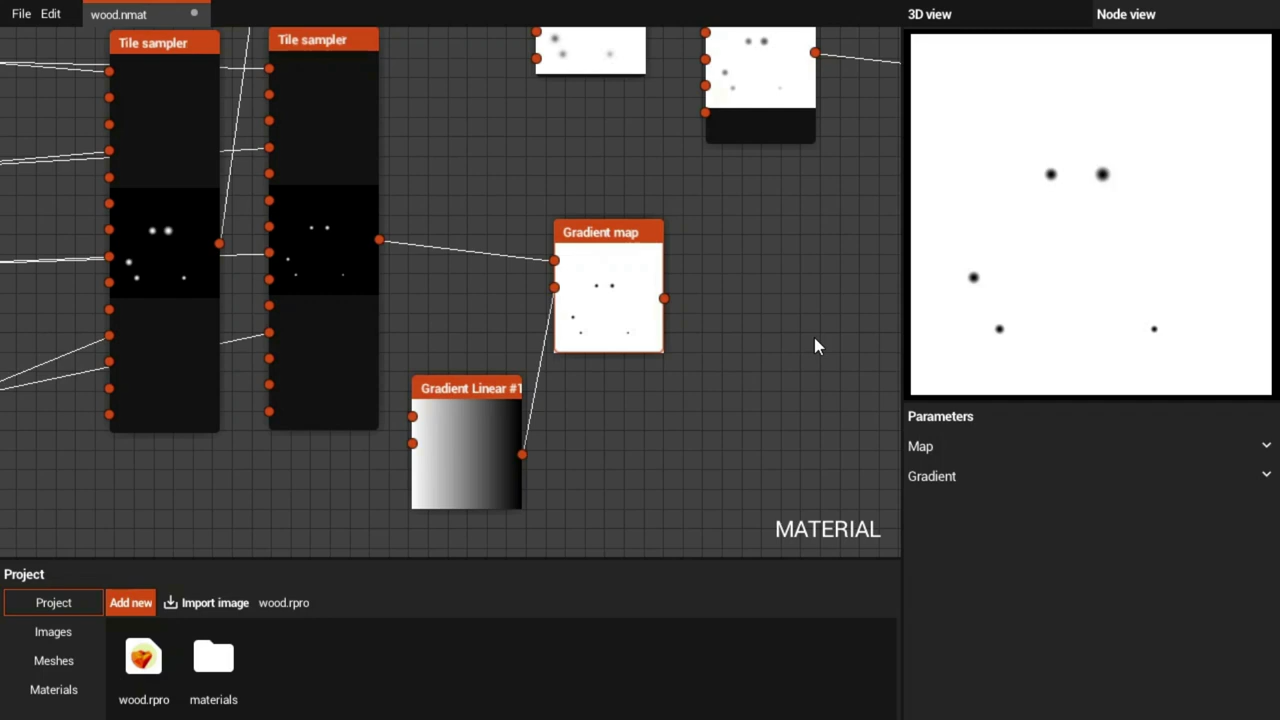 File Edit wood.nmat
3D view Node view
Tile sampler
Tile sampler
Gradient map
Gradient Linear #1
MATERIAL
Parameters
Map
Gradient
Project
Project
Add new Import image wood.rpro
Images
Meshes
Materials
wood.rpro materials